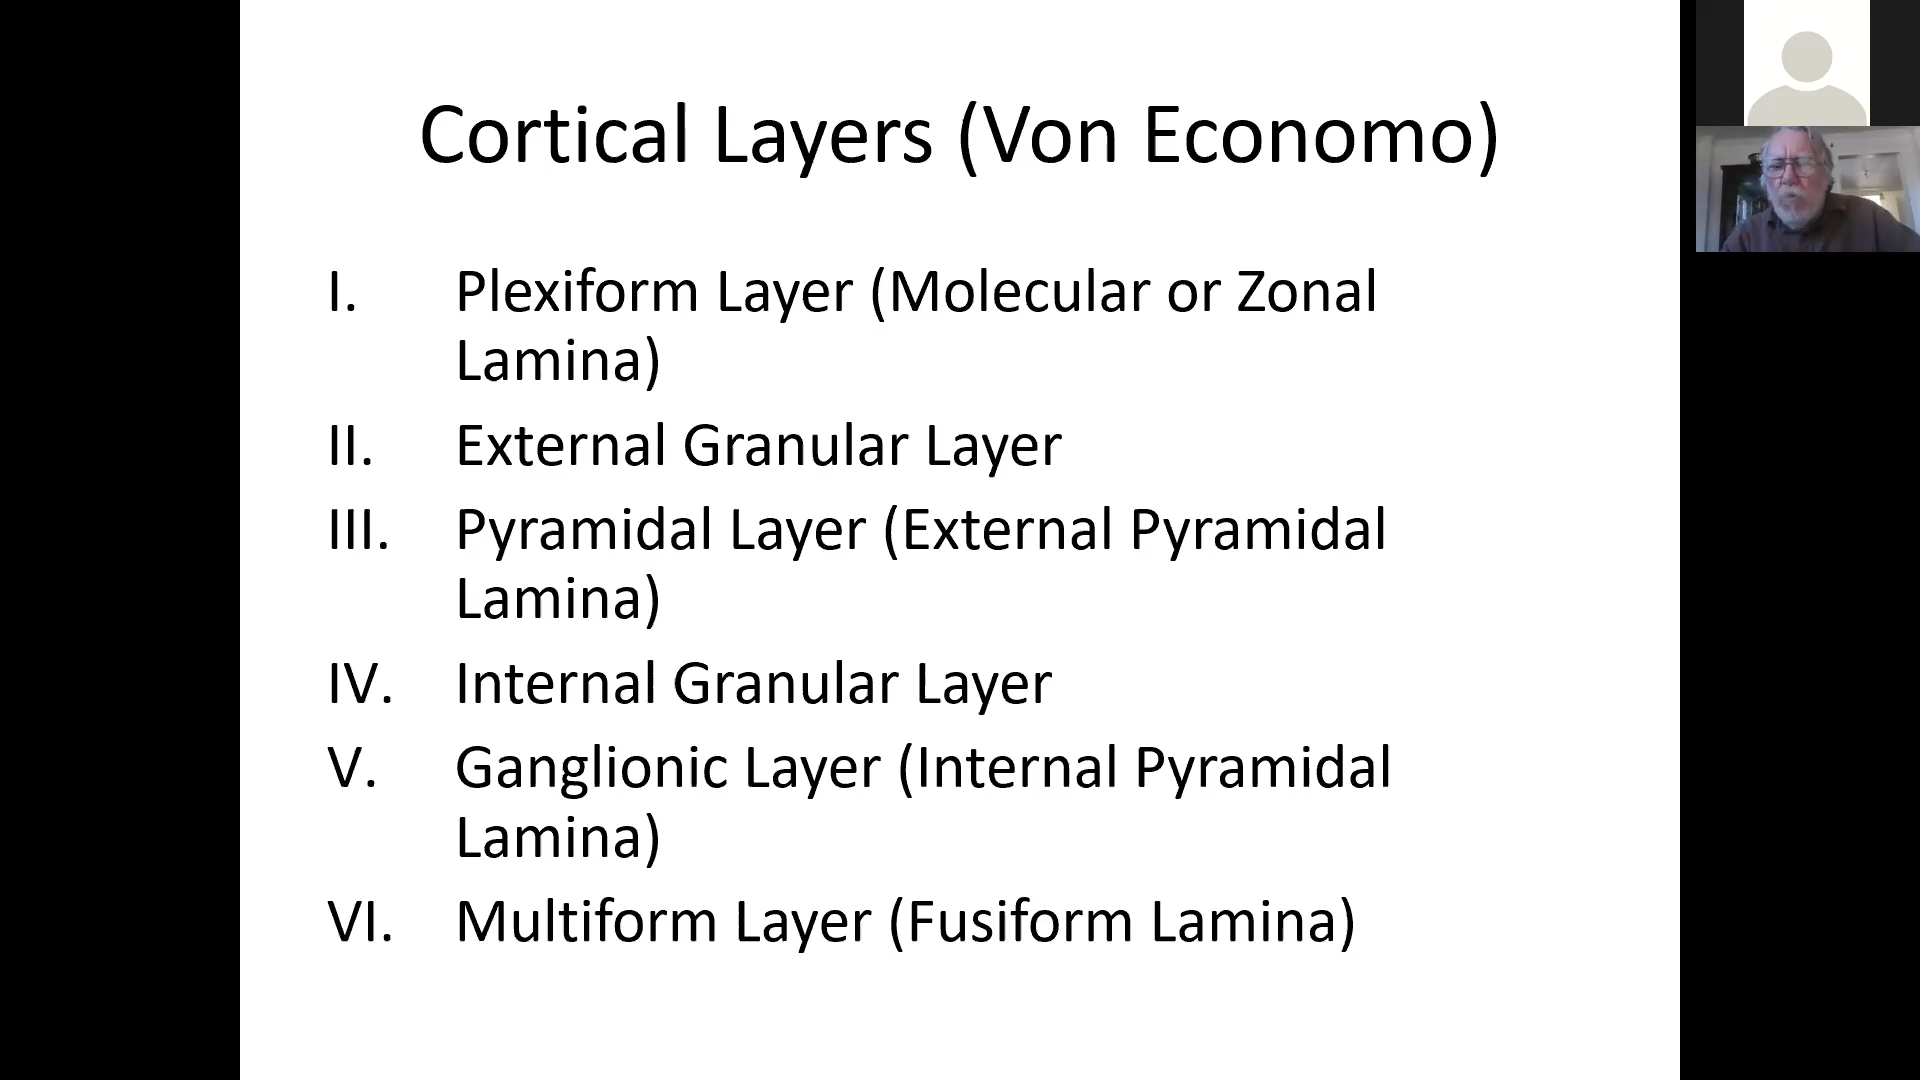 Cortical Layers (Von Economo)
I. Plexiform Layer (Molecular or Zonal
Lamina)
II. External Granular Layer
III. Pyramidal Layer (External Pyramidal
Lamina)
IV. Internal Granular Layer
V. Ganglionic Layer (Internal Pyramidal
Lamina)
VI. Multiform Layer (Fusiform Lamina)